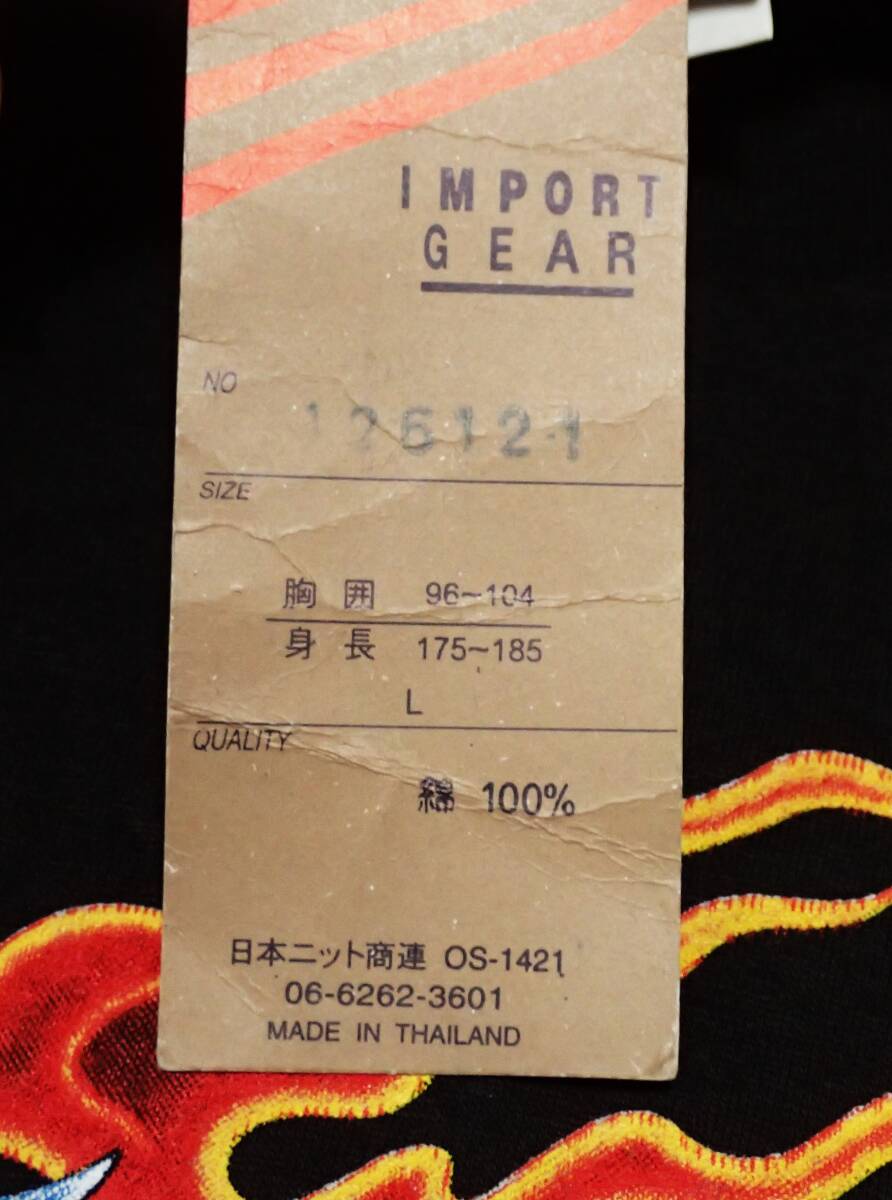 IMPORT
GEAR
NO
126121
SIZE
胸囲 96~104
身長 175~185
L
QUALITY
綿 100%
日本ニット商連 OS-1421
06-6262-3601
MADE IN THAILAND